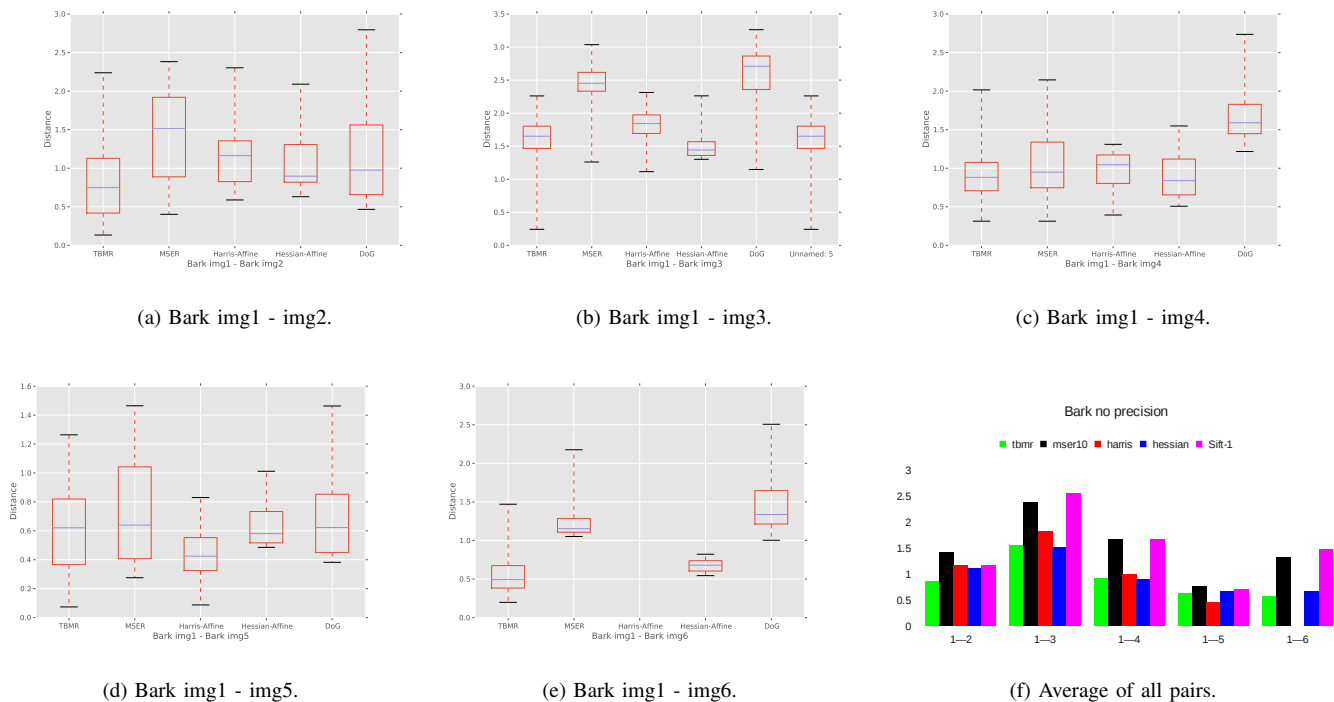 3.0
2.5
2.0
1.5
1.0
0.5
0.0
Distance
TBMR MSER Harris-Affine Hessian-Affine DoG
Bark img1 - Bark img2
(a) Bark img1 - img2.
3.5
3.0
2.5
2.0
1.5
1.0
0.5
0.0
Distance
TBMR MSER Harris-Affine Hessian-Affine DoG Unnamed: 5
Bark img1 - Bark img3
(b) Bark img1 - img3.
3.0
2.5
2.0
1.5
1.0
0.5
0.0
Distance
TBMR MSER Harris-Affine Hessian-Affine DoG
Bark img1 - Bark img4
(c) Bark img1 - img4.
1.6
1.4
1.2
1.0
0.8
0.6
0.4
0.2
0.0
Distance
TBMR MSER Harris-Affine Hessian-Affine DoG
Bark img1 - Bark img5
(d) Bark img1 - img5.
3.0
2.5
2.0
1.5
1.0
0.5
0.0
Distance
TBMR MSER Harris-Affine Hessian-Affine DoG
Bark img1 - Bark img6
(e) Bark img1 - img6.
Bark no precision
tbmr mser10 harris hessian Sift-1
3
2.5
2
1.5
1
0.5
0
1—2 1—3 1—4 1—5 1—6
(f) Average of all pairs.